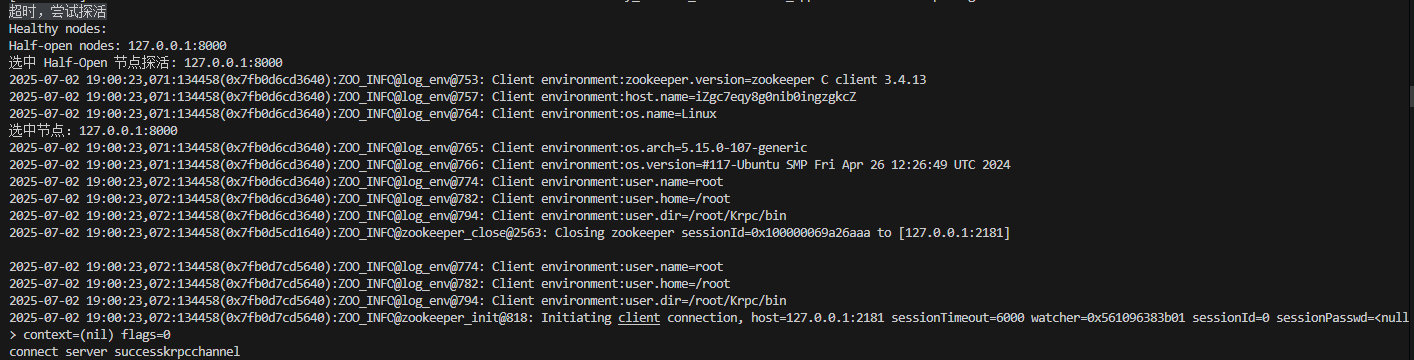 超时，尝试探活
Healthy nodes:
Half-open nodes: 127.0.0.1:8000
选中 Half-Open 节点探活: 127.0.0.1:8000
2025-07-02 19:00:23,071:134458(0x7fb0d6cd3640):ZOO_INFO@log_env@753: Client environment:zookeeper.version=zookeeper C client 3.4.13
2025-07-02 19:00:23,071:134458(0x7fb0d6cd3640):ZOO_INFO@log_env@757: Client environment:host.name=iZgc7eqy8g0nib0ingzgkcZ
2025-07-02 19:00:23,071:134458(0x7fb0d6cd3640):ZOO_INFO@log_env@764: Client environment:os.name=Linux
选中节点: 127.0.0.1:8000
2025-07-02 19:00:23,071:134458(0x7fb0d6cd3640):ZOO_INFO@log_env@765: Client environment:os.arch=5.15.0-107-generic
2025-07-02 19:00:23,071:134458(0x7fb0d6cd3640):ZOO_INFO@log_env@766: Client environment:os.version=#117-Ubuntu SMP Fri Apr 26 12:26:49 UTC 2024
2025-07-02 19:00:23,072:134458(0x7fb0d6cd3640):ZOO_INFO@log_env@774: Client environment:user.name=root
2025-07-02 19:00:23,072:134458(0x7fb0d6cd3640):ZOO_INFO@log_env@782: Client environment:user.home=/root
2025-07-02 19:00:23,072:134458(0x7fb0d6cd3640):ZOO_INFO@log_env@794: Client environment:user.dir=/root/Krpc/bin
2025-07-02 19:00:23,072:134458(0x7fb0d5cd1640):ZOO_INFO@zookeeper_close@2563: Closing zookeeper sessionId=0x100000069a26aaa to [127.0.0.1:2181]
2025-07-02 19:00:23,072:134458(0x7fb0d7cd5640):ZOO_INFO@log_env@774: Client environment:user.name=root
2025-07-02 19:00:23,072:134458(0x7fb0d7cd5640):ZOO_INFO@log_env@782: Client environment:user.home=/root
2025-07-02 19:00:23,072:134458(0x7fb0d7cd5640):ZOO_INFO@log_env@794: Client environment:user.dir=/root/Krpc/bin
2025-07-02 19:00:23,072:134458(0x7fb0d7cd5640):ZOO_INFO@zookeeper_init@818: Initiating client connection, host=127.0.0.1:2181 sessionTimeout=6000 watcher=0x561096383b01 sessionId=0 sessionPasswd=<null
> context=(nil) flags=0
connect server successkrpcchannel